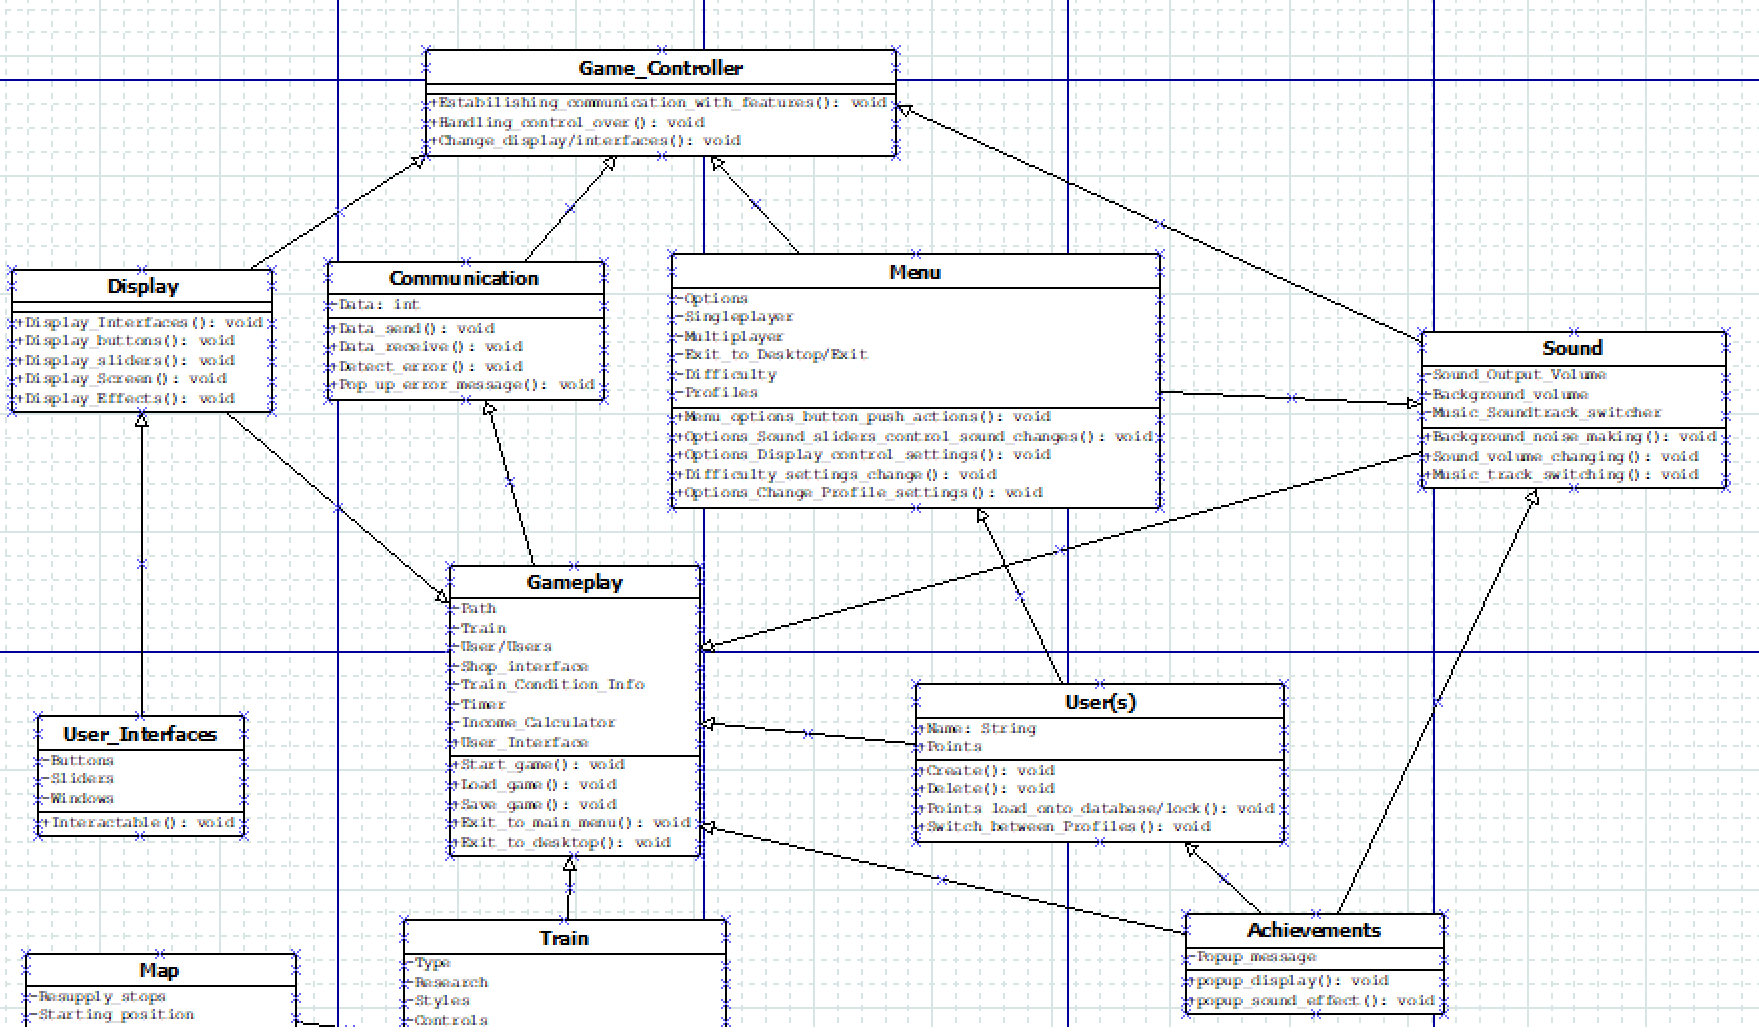 Game_Controller
+Estabilishing_communication_with_features(): void
+Handling_control_over(): void
+Change_display/interfaces(): void
Display
+Display_Interfaces(): void
+Display_buttons(): void
+Display_sliders(): void
+Display_Screen(): void
+Display_Effects(): void
Communication
-Data: int
+Data_send(): void
+Data_receive(): void
+Detect_error(): void
+Pop_up_error_message(): void
Menu
-Options
-Singleplayer
-Multiplayer
-Exit_to_Desktop/Exit
-Difficulty
-Profiles
+Menu_options_button_push_actions(): void
+Options_Sound_sliders_control_sound_changes(): void
+Options_Display_control_settings(): void
+Difficulty_settings_change(): void
+Options_Change_Profile_settings(): void
Sound
-Sound_Output_Volume
-Background_volume
-Music_Soundtrack_switcher
+Background_noise_making(): void
+Sound_volume_changing(): void
+Music_track_switching(): void
Gameplay
-Path
-Train
-User/Users
-Shop_interface
-Train_Condition_Info
-Timer
-Income_Calculator
-User_Interface
+Start_game(): void
+Load_game(): void
+Save_game(): void
+Exit_to_main_menu(): void
+Exit_to_desktop(): void
User_Interfaces
-Buttons
-Sliders
-Windows
+Interactable(): void
User(s)
+Name: String
+Points
+Create(): void
+Delete(): void
+Points_load_onto_database/lock(): void
+Switch_between_Profiles(): void
Achievements
-Popup_message
+popup_display(): void
+popup_sound_effect(): void
Train
-Type
-Research
-Styles
-Controls
Map
-Resupply_stops
-Starting_position